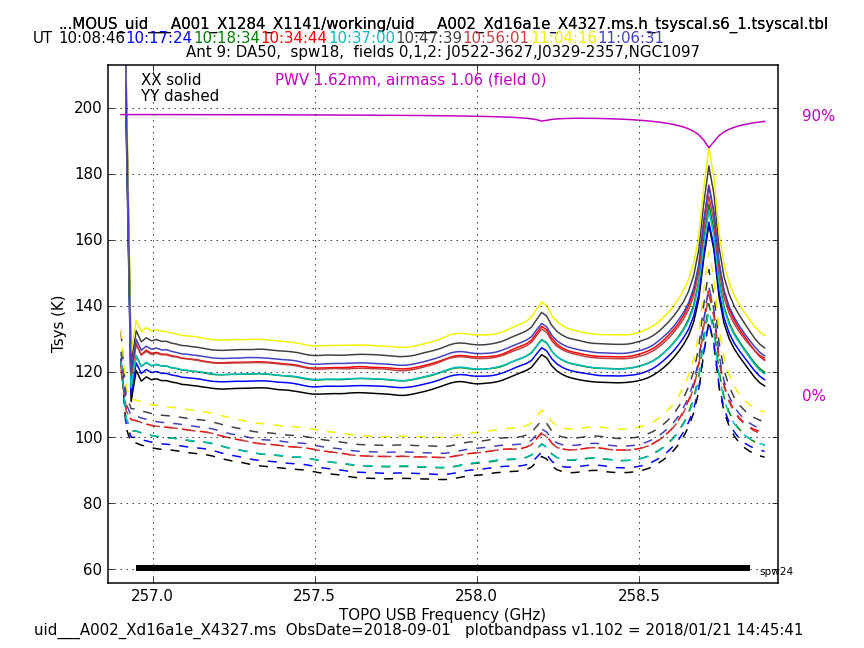 ...MOUS_uid___A001_X1284_X1141/working/uid___A002_Xd16a1e_X4327.ms.h_tsyscal.s6_1.tsyscal.tbl
UT 10:08:46 10:17:24 10:18:34 10:34:44 10:37:00 10:47:39 10:56:01 11:04:16 11:06:31
Ant 9: DA50, spw18, fields 0,1,2: J0522-3627,J0329-2357,NGC1097
XX solid
YY dashed
PWV 1.62mm, airmass 1.06 (field 0)
90%
0%
200
180
160
140
120
100
80
60
Tsys (K)
spw24
257.0 257.5 258.0 258.5
TOPO USB Frequency (GHz)
uid___A002_Xd16a1e_X4327.ms ObsDate=2018-09-01 plotbandpass v1.102 = 2018/01/21 14:45:41